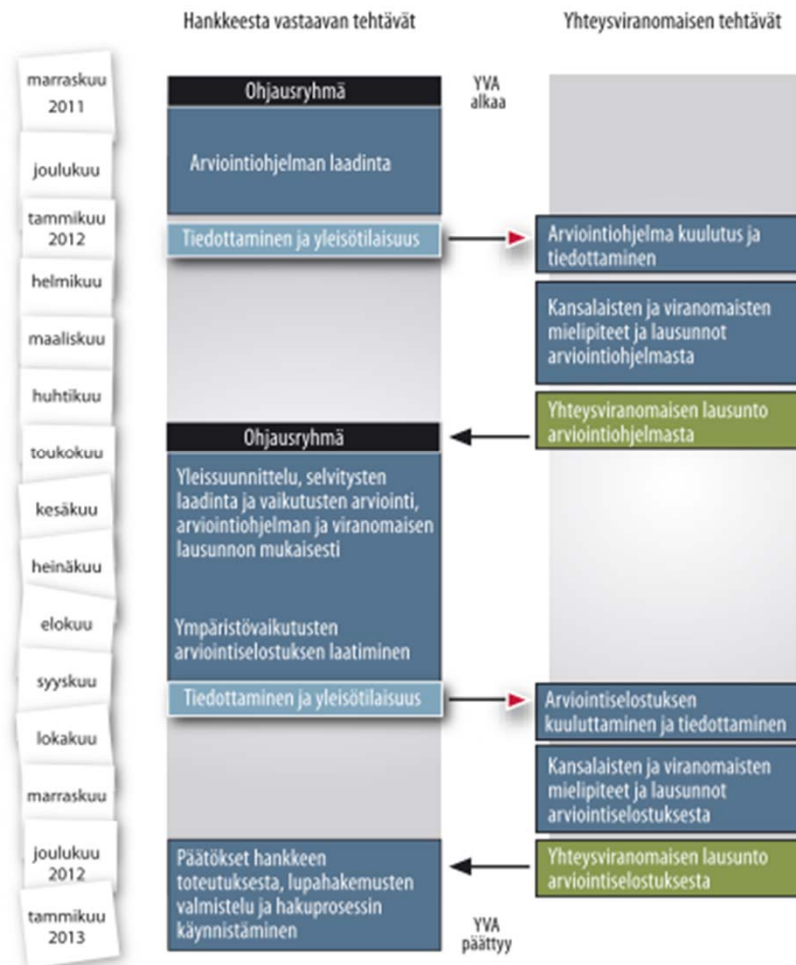 Hankkeesta vastaavan tehtävät
Yhteysviranomaisen tehtävät
marraskuu
2011
joulukuu
tammikuu
2012
helmikuu
maaliskuu
huhtikuu
toukokuu
kesäkuu
heinäkuu
elokuu
syyskuu
lokakuu
marraskuu
joulukuu
2012
tammikuu
2013
Ohjausryhmä
Arviointiohjelman laadinta
Tiedottaminen ja yleisötilaisuus
Ohjausryhmä
Yleissuunnittelu, selvitysten
laadinta ja vaikutusten arviointi,
arviointiohjelman ja viranomaisen
lausunnon mukaisesti
Ympäristövaikutusten
arviointiselostuksen laatiminen
Tiedottaminen ja yleisötilaisuus
Päätökset hankkeen
toteutuksesta, lupahakemusten
valmistelu ja hakuprosessin
käynnistäminen
YVA
alkaa
YVA
päättyy
Arviointiohjelma kuulutus ja
tiedottaminen
Kansalaisten ja viranomaisten
mielipiteet ja lausunnot
arviointiohjelmasta
Yhteysviranomaisen lausunto
arviointiohjelmasta
Arviointiselostuksen
kuuluttaminen ja tiedottaminen
Kansalaisten ja viranomaisten
mielipiteet ja lausunnot
arviointiselostuksesta
Yhteysviranomaisen lausunto
arviointiselostuksesta